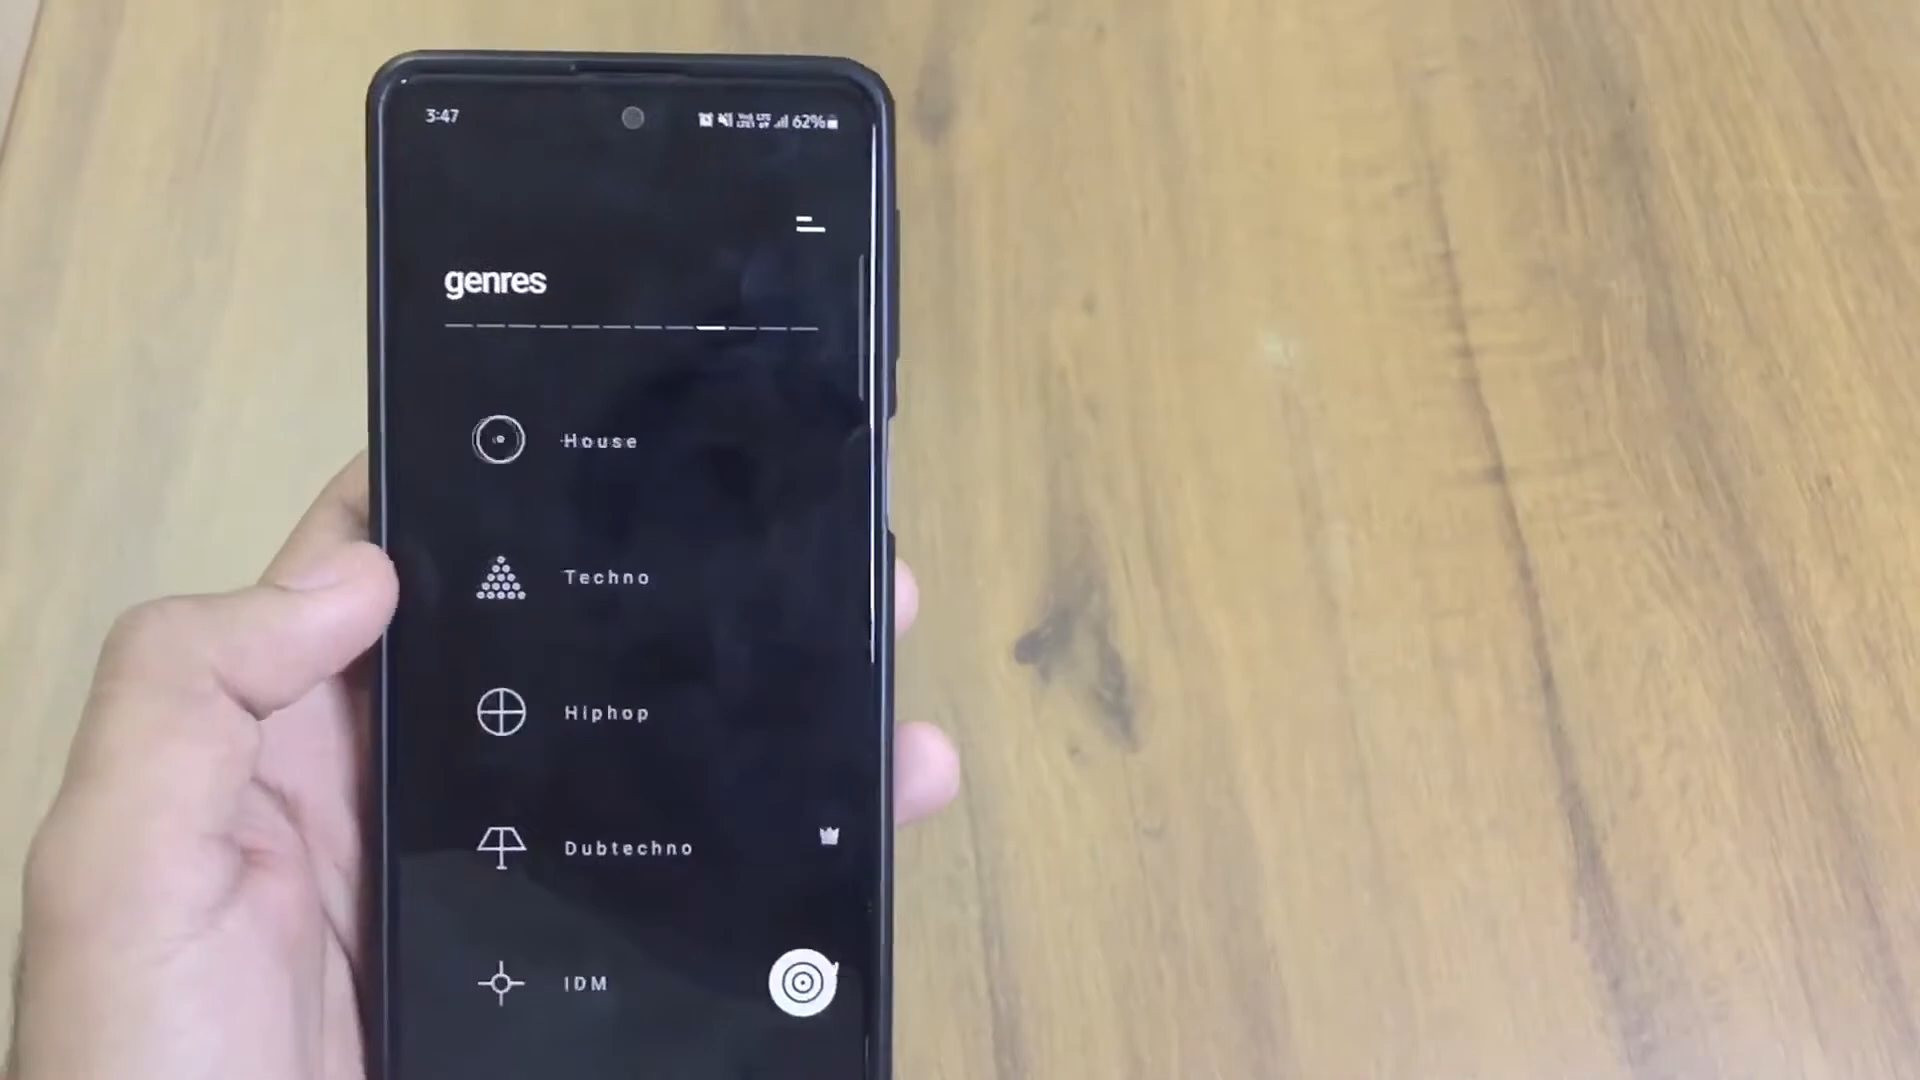 3:47
62%
genres
House
Techno
Hiphop
Dubtechno
IDM